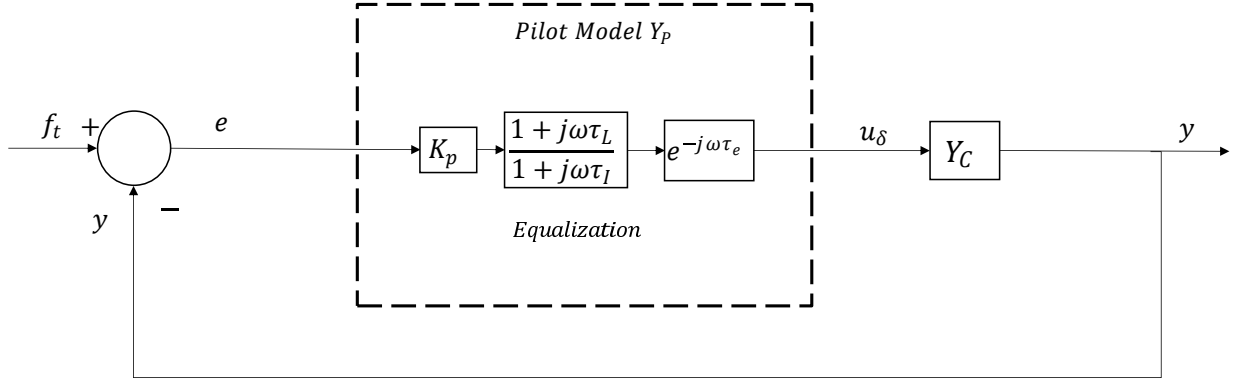 Pilot Model Y_P
f_t +
e
K_p
1 + jωτ_L
1 + jωτ_I
e^{-jωτ_e}
u_δ
Y_C
y
y
−
Equalization